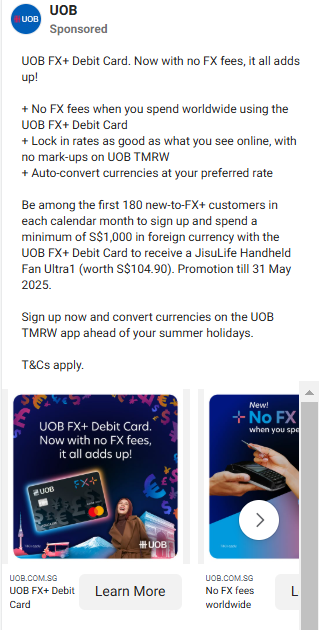 UOB
UOB
Sponsored
UOB FX+ Debit Card. Now with no FX fees, it all adds
up!
+ No FX fees when you spend worldwide using the
UOB FX+ Debit Card
+ Lock in rates as good as what you see online, with
no mark-ups on UOB TMRW
+ Auto-convert currencies at your preferred rate
Be among the first 180 new-to-FX+ customers in
each calendar month to sign up and spend a
minimum of S$1,000 in foreign currency with the
UOB FX+ Debit Card to receive a JisuLife Handheld
Fan Ultra1 (worth S$104.90). Promotion till 31 May
2025.
Sign up now and convert currencies on the UOB
TMRW app ahead of your summer holidays.
T&Cs apply.
UOB FX+ Debit Card.
Now with no FX fees,
it all adds up!
UOB
FX+
UOB
New!
No FX
when you spe
UOB.COM.SG
UOB FX+ Debit
Card
Learn More
UOB.COM.SG
No FX fees
worldwide
L